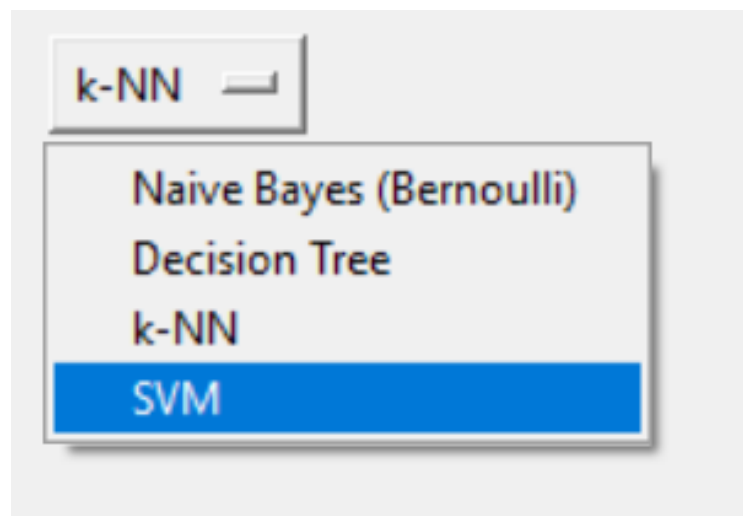 k-NN
Naive Bayes (Bernoulli)
Decision Tree
k-NN
SVM